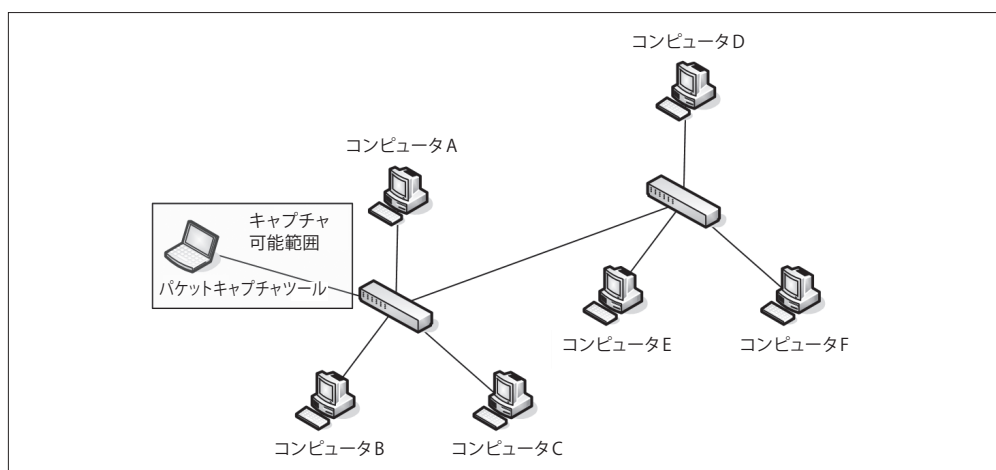 コンピュータD
コンピュータA
キャプチャ
可能範囲
パケットキャプチャツール
コンピュータE
コンピュータF
コンピュータB
コンピュータC